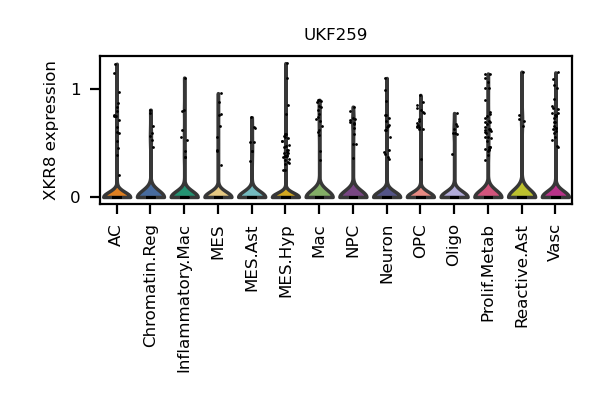 UKF259
XKR8 expression
1
0
AC
Chromatin.Reg
Inflammatory.Mac
MES
MES.Ast
MES.Hyp
Mac
NPC
Neuron
OPC
Oligo
Prolif.Metab
Reactive.Ast
Vasc